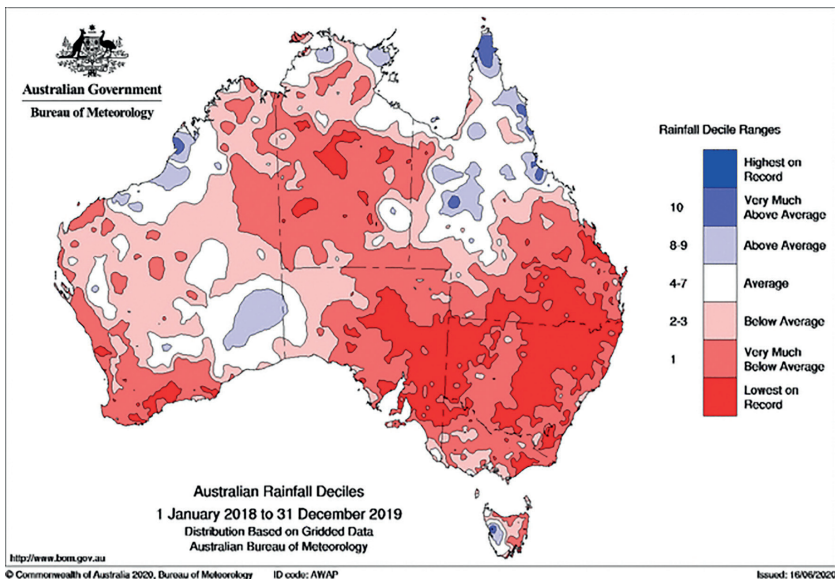 Australian Government
Bureau of Meteorology
Rainfall Decile Ranges
Highest on
Record
10
Very Much
Above Average
8-9
Above Average
4-7
Average
2-3
Below Average
1
Very Much
Below Average
Lowest on
Record
Australian Rainfall Deciles
1 January 2018 to 31 December 2019
Distribution Based on Gridded Data
Australian Bureau of Meteorology
http://www.bom.gov.au
© Commonwealth of Australia 2020, Bureau of Meteorology
ID code: AWAP
Issued: 16/06/2020